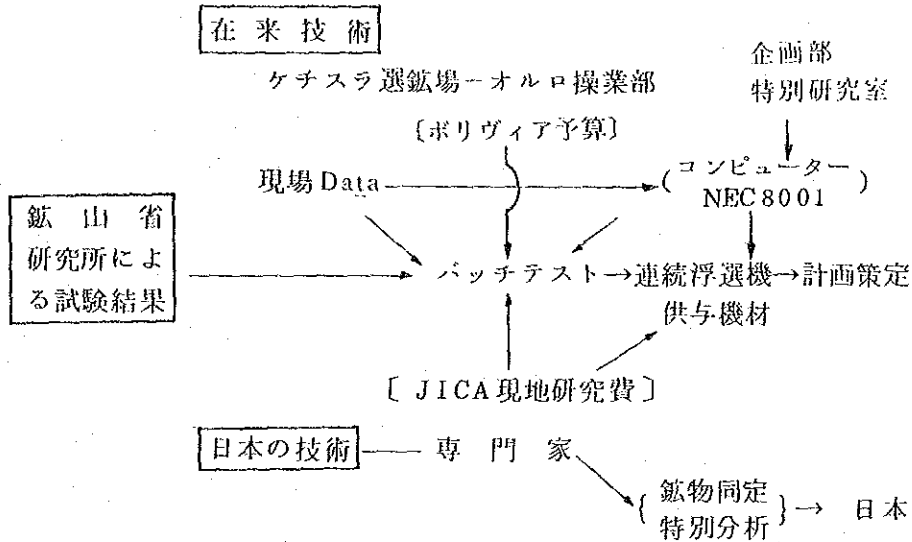 在来技術
企画部
特別研究室
ケチスラ選鉱場-オルロ操業部
〔ボリヴィア予算〕
現場Data
(コンピューター
NEC8001)
鉱山省
研究所によ
る試験結果
バッチテスト→連続浮選機→計画策定
供与機材
〔JICA現地研究費〕
日本の技術 ― 専門家
{鉱物同定
特別分析}→ 日本